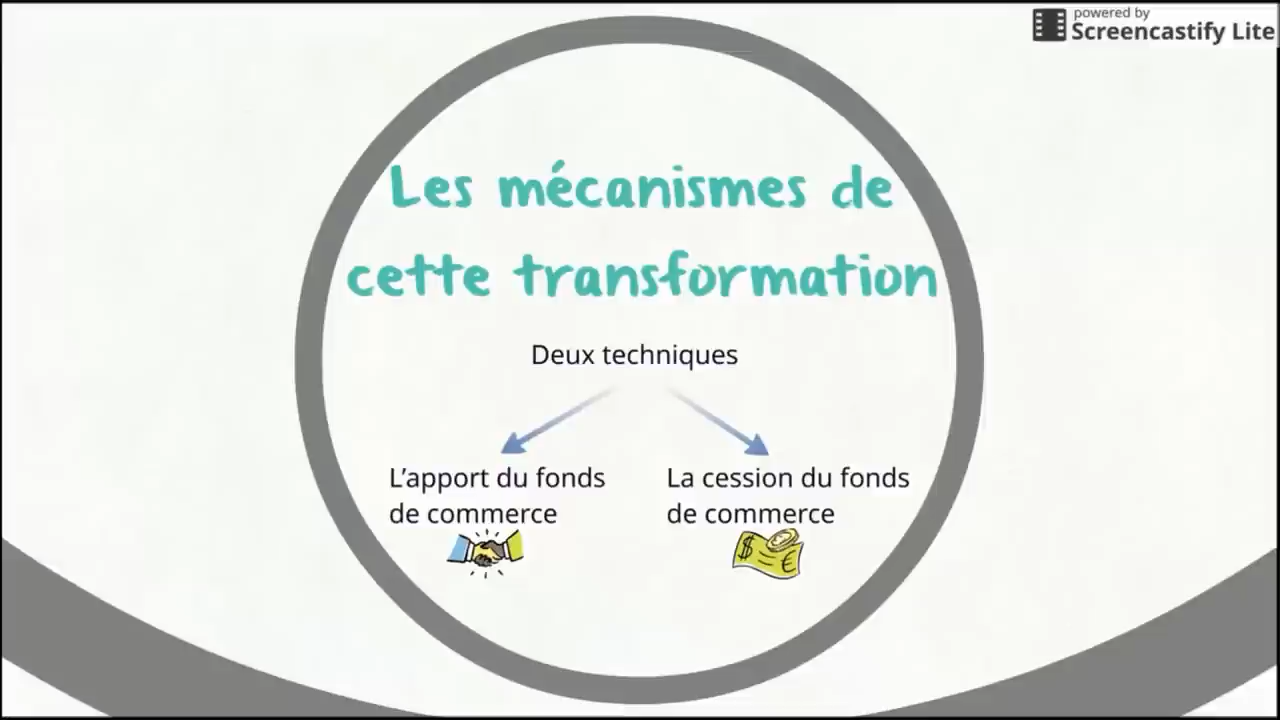 powered by
Screencastify Lite
Les mécanismes de
cette transformation
Deux techniques
L'apport du fonds
de commerce
La cession du fonds
de commerce
$
€